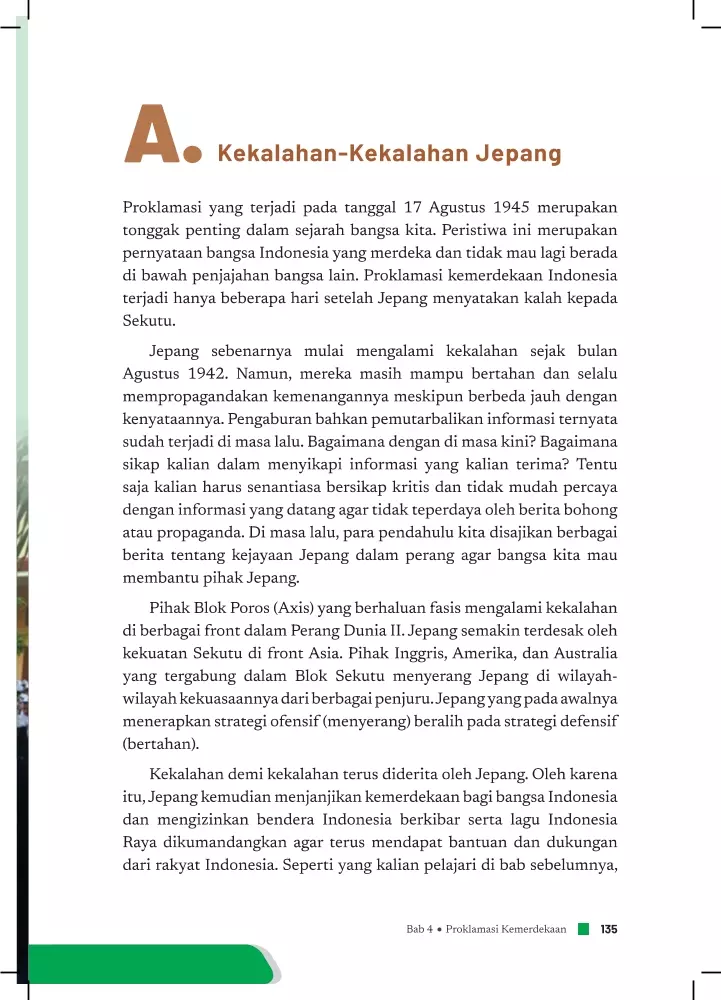 A. Kekalahan-Kekalahan Jepang
Proklamasi yang terjadi pada tanggal 17 Agustus 1945 merupakan
tonggak penting dalam sejarah bangsa kita. Peristiwa ini merupakan
pernyataan bangsa Indonesia yang merdeka dan tidak mau lagi berada
di bawah penjajahan bangsa lain. Proklamasi kemerdekaan Indonesia
terjadi hanya beberapa hari setelah Jepang menyatakan kalah kepada
Sekutu.
Jepang sebenarnya mulai mengalami kekalahan sejak bulan
Agustus 1942. Namun, mereka masih mampu bertahan dan selalu
mempropagandakan kemenangannya meskipun berbeda jauh dengan
kenyataannya. Pengaburan bahkan pemutarbalikan informasi ternyata
sudah terjadi di masa lalu. Bagaimana dengan di masa kini? Bagaimana
sikap kalian dalam menyikapi informasi yang kalian terima? Tentu
saja kalian harus senantiasa bersikap kritis dan tidak mudah percaya
dengan informasi yang datang agar tidak teperdaya oleh berita bohong
atau propaganda. Di masa lalu, para pendahulu kita disajikan berbagai
berita tentang kejayaan Jepang dalam perang agar bangsa kita mau
membantu pihak Jepang.
Pihak Blok Poros (Axis) yang berhaluan fasis mengalami kekalahan
di berbagai front dalam Perang Dunia II. Jepang semakin terdesak oleh
kekuatan Sekutu di front Asia. Pihak Inggris, Amerika, dan Australia
yang tergabung dalam Blok Sekutu menyerang Jepang di wilayah-
wilayah kekuasaannya dari berbagai penjuru. Jepang yang pada awalnya
menerapkan strategi ofensif (menyerang) beralih pada strategi defensif
(bertahan).
Kekalahan demi kekalahan terus diderita oleh Jepang. Oleh karena
itu, Jepang kemudian menjanjikan kemerdekaan bagi bangsa Indonesia
dan mengizinkan bendera Indonesia berkibar serta lagu Indonesia
Raya dikumandangkan agar terus mendapat bantuan dan dukungan
dari rakyat Indonesia. Seperti yang kalian pelajari di bab sebelumnya,
Bab 4 • Proklamasi Kemerdekaan 135